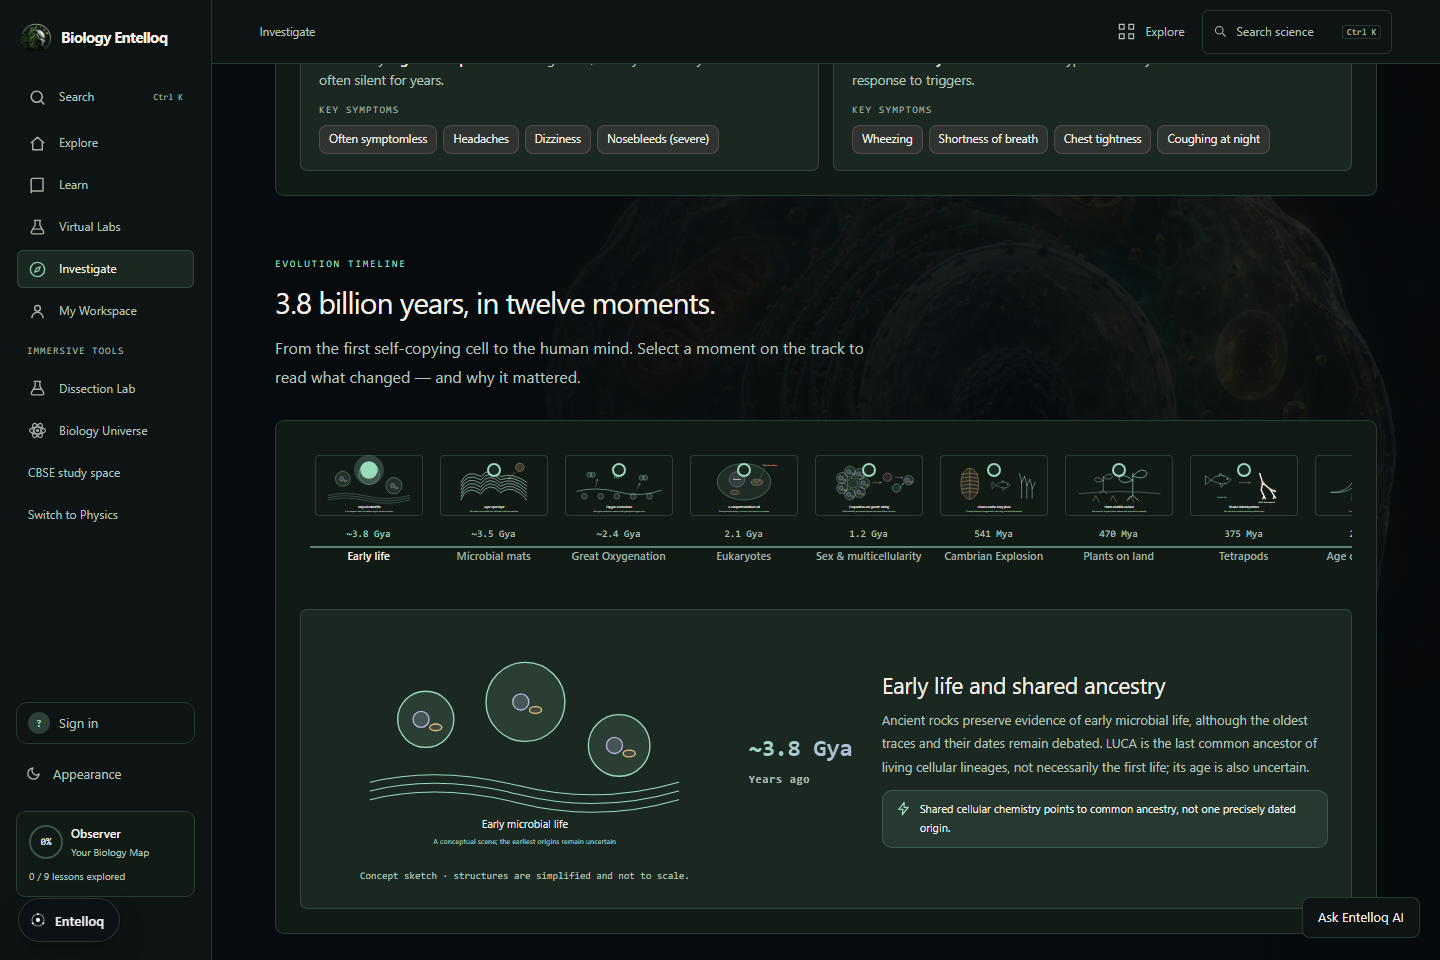 Biology Entelloq
Search Ctrl K
Explore
Learn
Virtual Labs
Investigate
My Workspace
IMMERSIVE TOOLS
Dissection Lab
Biology Universe
CBSE study space
Switch to Physics
? Sign in
Appearance
0% Observer
Your Biology Map
0 / 9 lessons explored
Entelloq
Investigate
Explore
Search science Ctrl K
often silent for years.
KEY SYMPTOMS
Often symptomless Headaches Dizziness Nosebleeds (severe)
response to triggers.
KEY SYMPTOMS
Wheezing Shortness of breath Chest tightness Coughing at night
EVOLUTION TIMELINE
3.8 billion years, in twelve moments.
From the first self-copying cell to the human mind. Select a moment on the track to
read what changed — and why it mattered.
~3.8 Gya
Early life
~3.5 Gya
Microbial mats
~2.4 Gya
Great Oxygenation
2.1 Gya
Eukaryotes
1.2 Gya
Sex & multicellularity
541 Mya
Cambrian Explosion
470 Mya
Plants on land
375 Mya
Tetrapods
Age
Early microbial life
A conceptual scene; the earliest origins remain uncertain
Concept sketch · structures are simplified and not to scale.
~3.8 Gya
Years ago
Early life and shared ancestry
Ancient rocks preserve evidence of early microbial life, although the oldest
traces and their dates remain debated. LUCA is the last common ancestor of
living cellular lineages, not necessarily the first life; its age is also uncertain.
Shared cellular chemistry points to common ancestry, not one precisely dated
origin.
Ask Entelloq AI